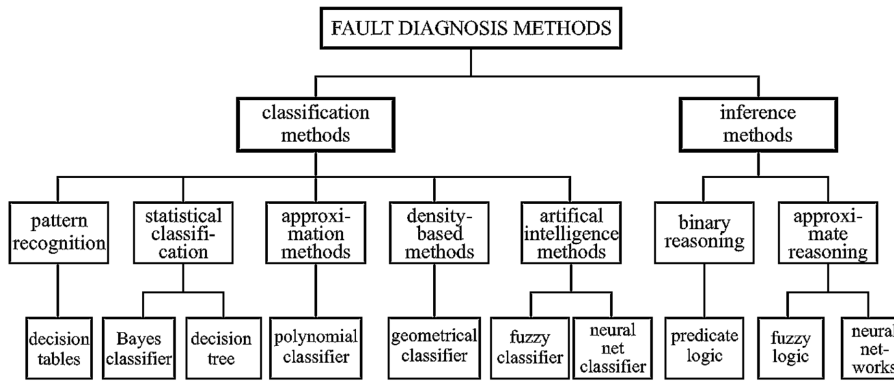 FAULT DIAGNOSIS METHODS
classification
methods
inference
methods
pattern
recognition
statistical
classifi-
cation
approxi-
mation methods
density-
based methods
artifical
intelligence
methods
binary
reasoning
approxi-
mate
reasoning
decision
tables
Bayes
classifier
decision
tree
polynomial
classifier
geometrical
classifier
fuzzy
classifier
neural
net
classifier
predicate
logic
fuzzy
logic
neural
net-
works